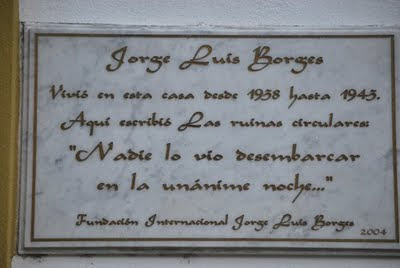 Jorge Luis Borges
Vivió en esta casa desde 1938 hasta 1943.
Aquí escribió Las ruinas circulares:
"Nadie lo vio desembarcar
en la unánime noche..."
Fundación Internacional Jorge Luis Borges
2004